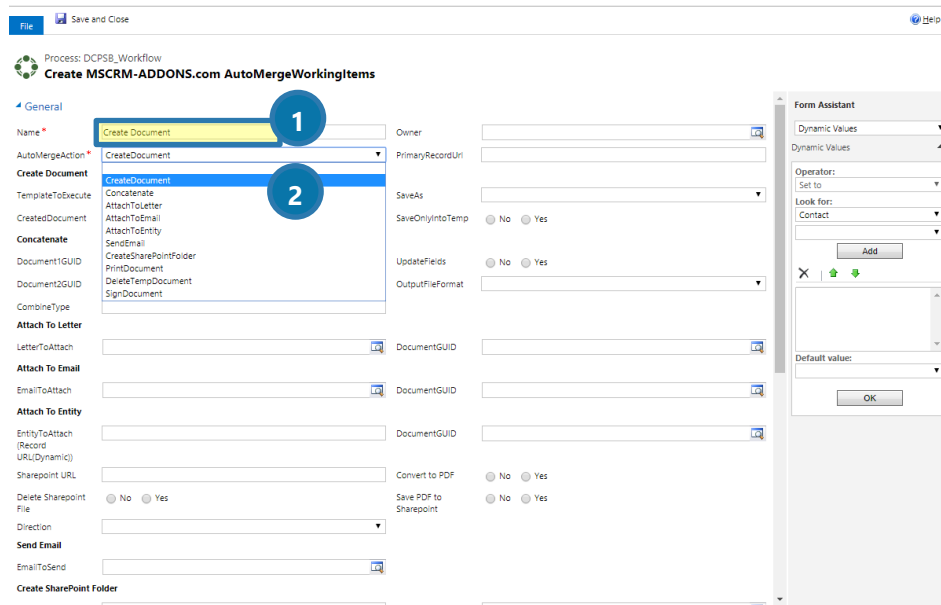 File
Save and Close
Help
Process: DCPSB_Workflow
Create MSCRM-ADDONS.com AutoMergeWorkingItems
General
Name *
Create Document
1
Owner
AutoMergeAction *
CreateDocument
PrimaryRecordUrl
Create Document
CreateDocument
Concatenate
AttachToLetter
AttachToEmail
AttachToEntity
SendEmail
CreateSharePointFolder
PrintDocument
DeleteTempDocument
SignDocument
2
TemplateToExecute
SaveAs
CreatedDocument
SaveOnlyIntoTemp
No
Yes
Concatenate
Document1GUID
UpdateFields
No
Yes
Document2GUID
OutputFileFormat
CombineType
Attach To Letter
LetterToAttach
DocumentGUID
Attach To Email
EmailToAttach
DocumentGUID
Attach To Entity
EntityToAttach
(Record
URL(Dynamic))
DocumentGUID
Sharepoint URL
Convert to PDF
No
Yes
Delete Sharepoint
File
No
Yes
Save PDF to
Sharepoint
No
Yes
Direction
Send Email
EmailToSend
Create SharePoint Folder
Form Assistant
Dynamic Values
Dynamic Values
Operator:
Set to
Look for:
Contact
Add
Default value:
OK